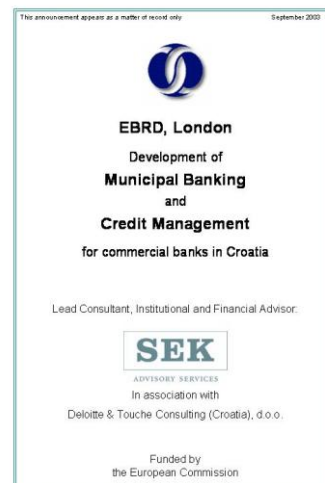 This announcement appears as a matter of record only September 2003
EBRD, London
Development of
Municipal Banking
and
Credit Management
for commercial banks in Croatia
Lead Consultant, Institutional and Financial Advisor:
SEK
ADVISORY SERVICES
In association with
Deloitte & Touche Consulting (Croatia), d.o.o.
Funded by
the European Commission